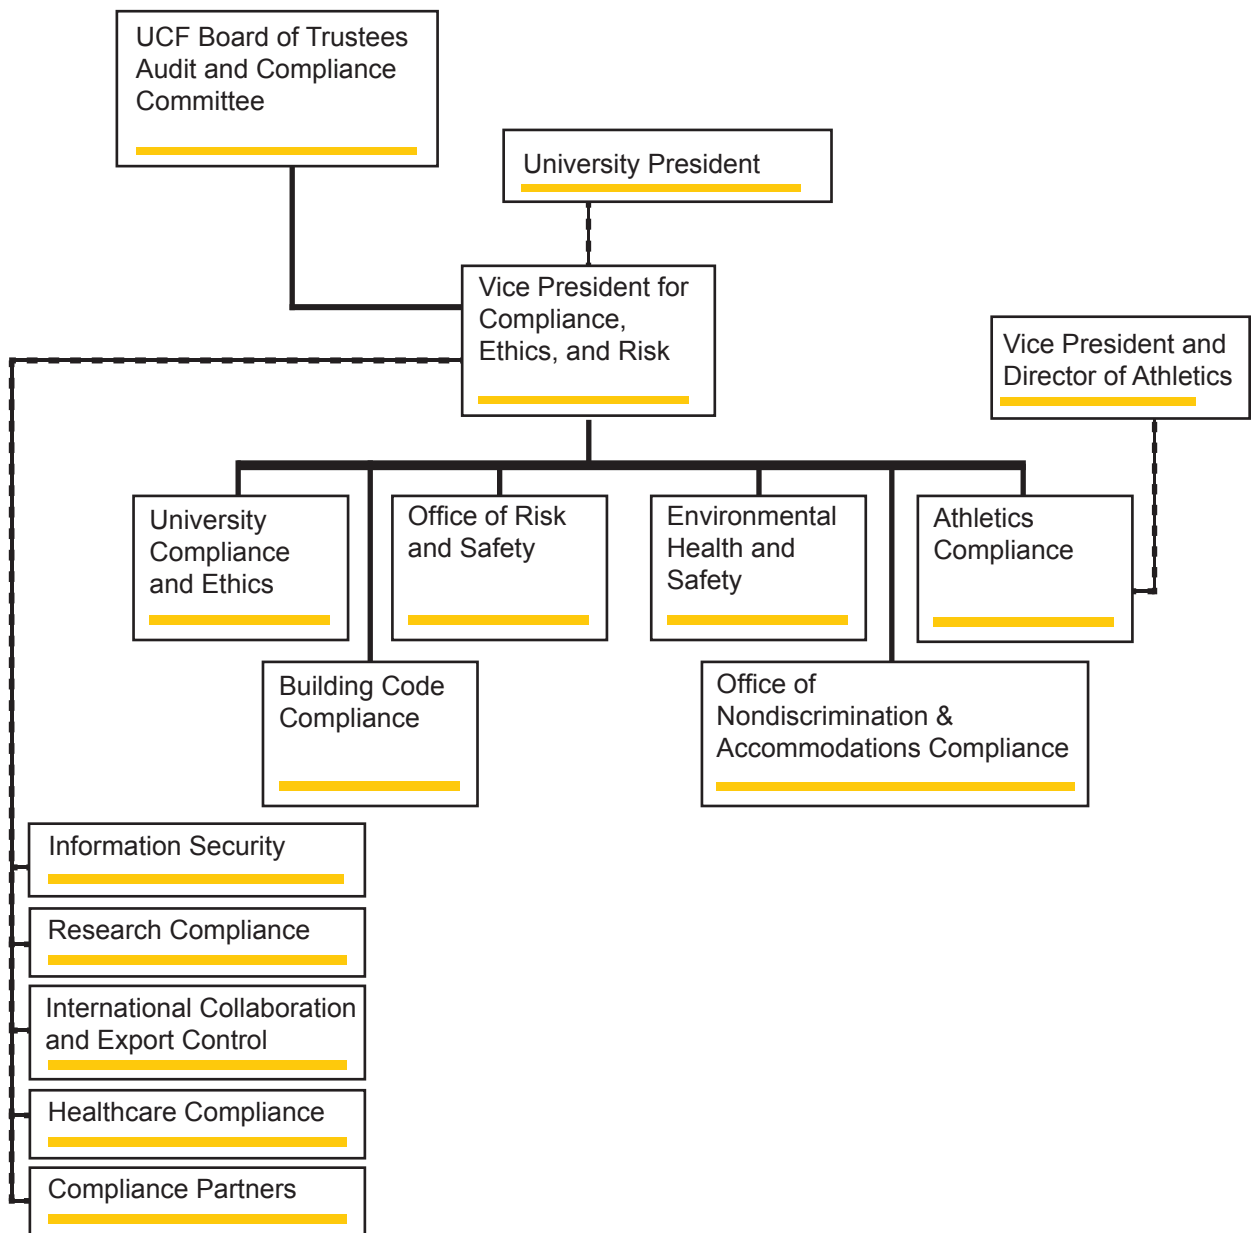 UCF Board of Trustees
Audit and Compliance
Committee
University President
Vice President for
Compliance,
Ethics, and Risk
Vice President and
Director of Athletics
University
Compliance
and Ethics
Office of Risk
and Safety
Environmental
Health and
Safety
Athletics
Compliance
Building Code
Compliance
Office of
Nondiscrimination &
Accommodations Compliance
Information Security
Research Compliance
International Collaboration
and Export Control
Healthcare Compliance
Compliance Partners